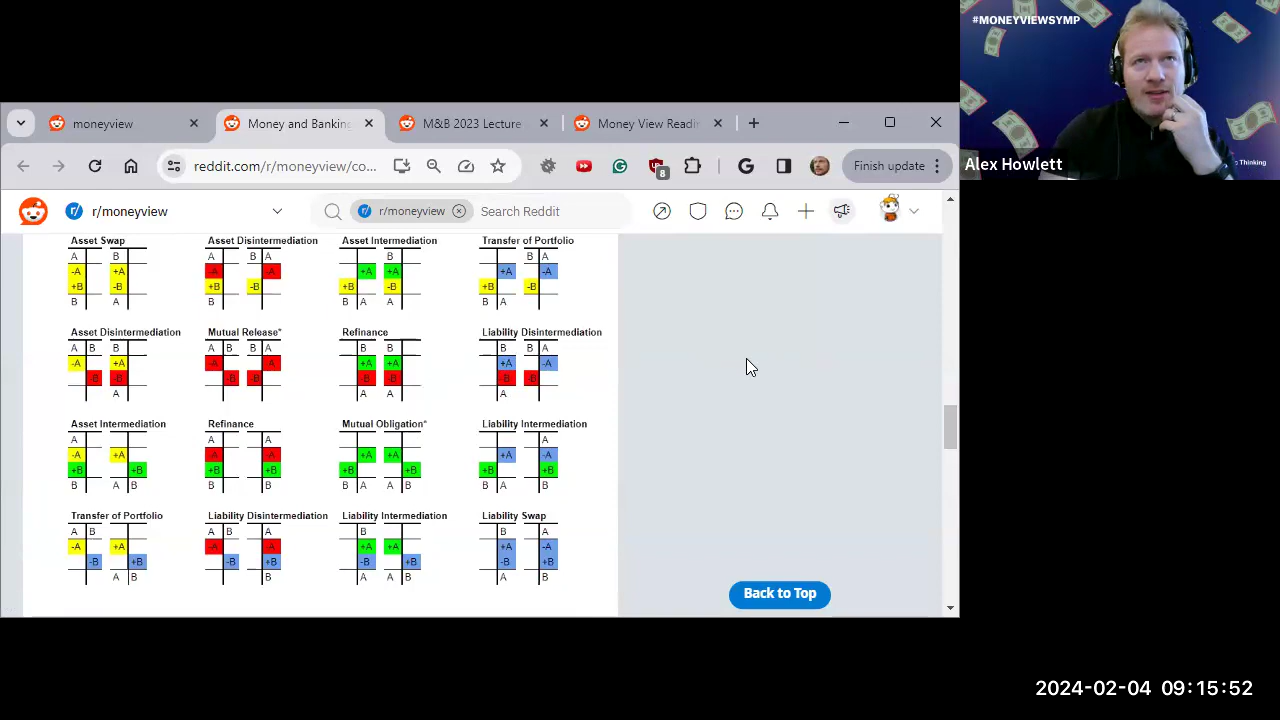 #MONEYVIEWSYMP
Alex Howlett
Thinking
moneyview
Money and Bankin
M&B 2023 Lecture
Money View Readi
reddit.com/r/moneyview/co...
8
Finish update
r/moneyview
r/moneyview
Search Reddit
Asset Swap Asset Disintermediation Asset Intermediation Transfer of Portfolio
A B A B A B B A
-A +A -A -A +A +A +A -A
+B -B +B -B +B -B +B -B
B A B B A A B A
Asset Disintermediation Mutual Release* Refinance Liability Disintermediation
A B B A B B A B B B B A
-A +A -A -A +A +A +A -A
-B -B -B -B -B -B -B -B
A A A A
Asset Intermediation Refinance Mutual Obligation* Liability Intermediation
A A A A
-A +A -A -A +A +A +A -A
+B +B +B +B +B +B +B +B
B A B B B A A B B A B
Transfer of Portfolio Liability Disintermediation Liability Intermediation Liability Swap
A B A B A B B A
-A +A -A -A +A +A +A -A
-B +B -B +B -B +B -B +B
A B B A A B A B
Back to Top
2024-02-04 09:15:52